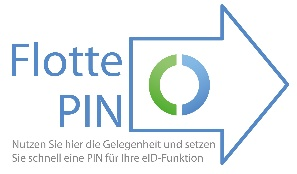 Flotte
PIN
Nutzen Sie hier die Gelegenheit und setzen
Sie schnell eine PIN für Ihre eID-Funktion